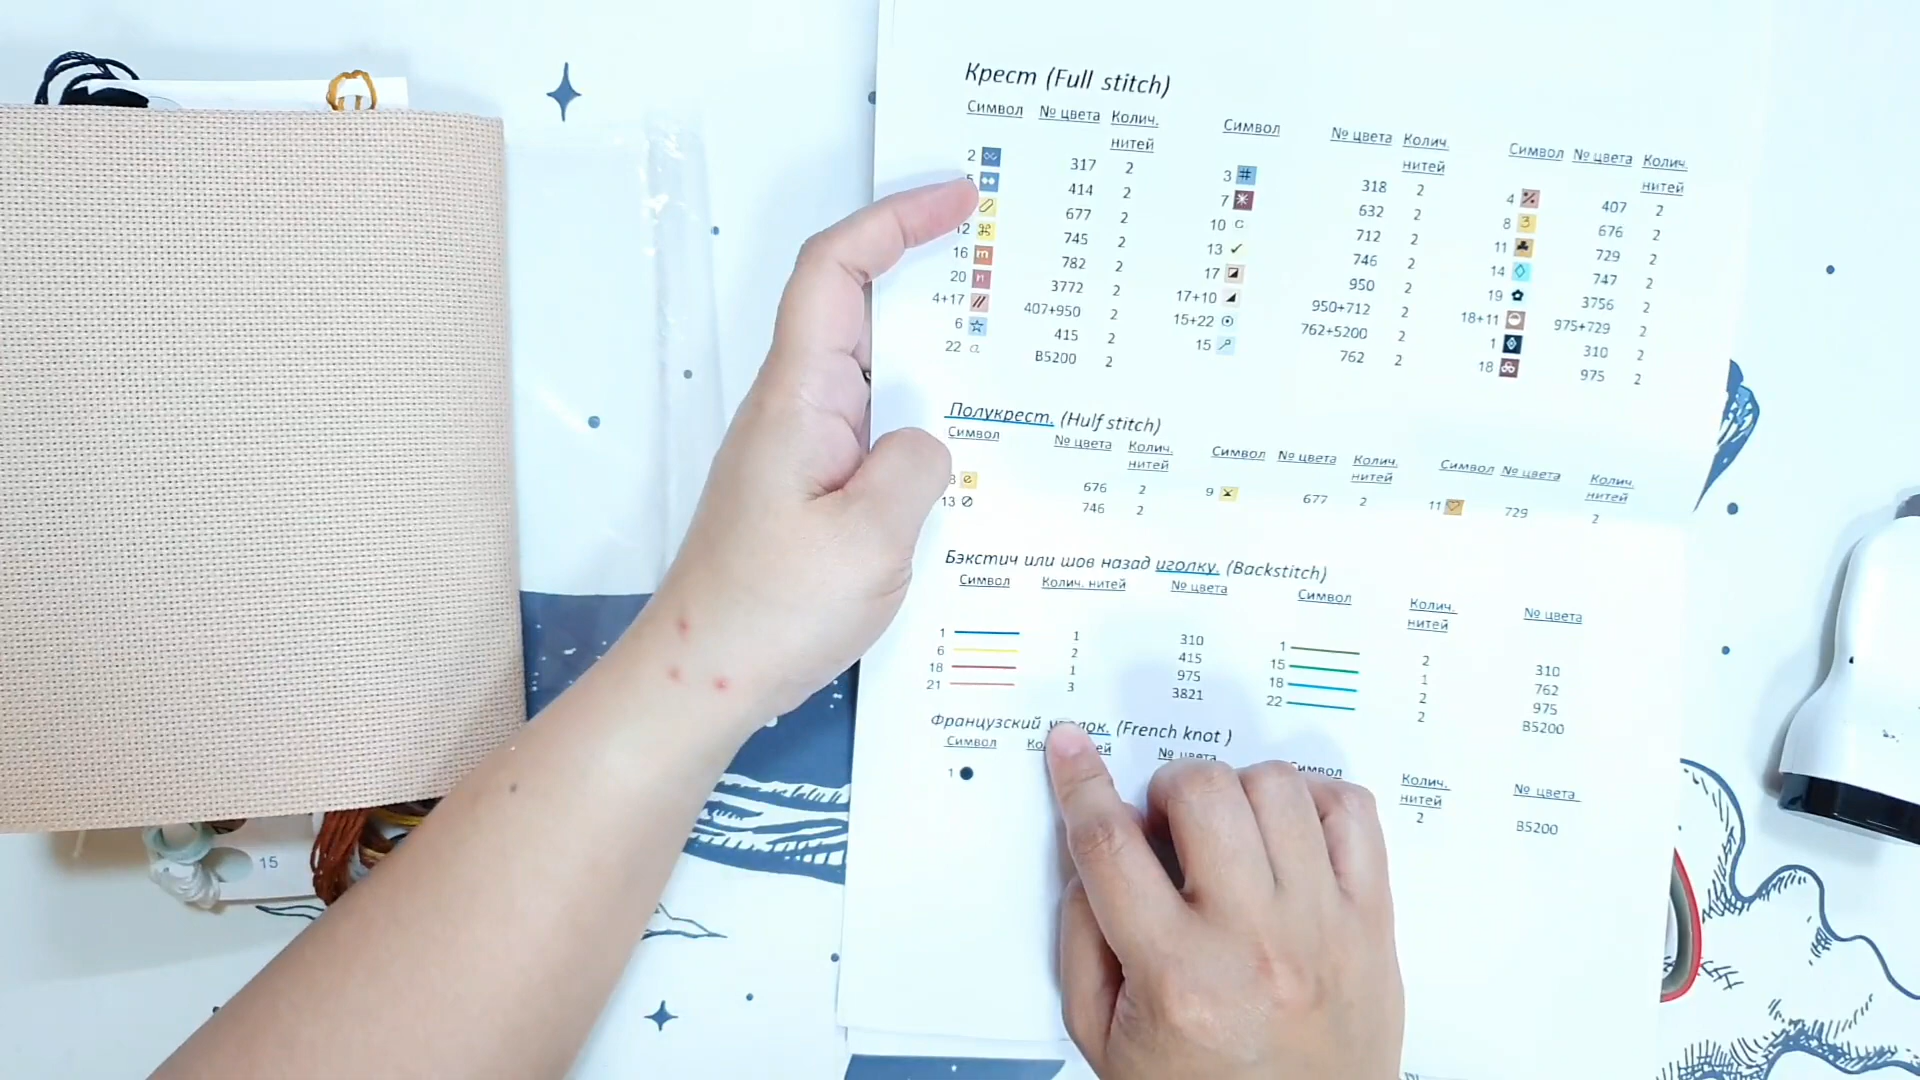 Крест (Full stitch)
Символ № цвета Колич. нитей Символ № цвета Колич. нитей Символ № цвета Колич. нитей
2 317 2 3 # 318 2 4 407 2
5 414 2 7 632 2 8 3 676 2
677 2 10 c 712 2 11 729 2
12 ⌘ 745 2 13 ✓ 746 2 14 747 2
16 m 782 2 17 950 2 19 3756 2
20 n 3772 2 17+10 950+712 2 18+11 975+729 2
4+17 // 407+950 2 15+22 762+5200 2 1 310 2
6 415 2 15 762 2 18 975 2
22 a B5200 2
Полукрест. (Hulf stitch)
Символ № цвета Колич. нитей Символ № цвета Колич. нитей Символ № цвета Колич. нитей
8 e 676 2 9 677 2 11 729 2
13 746 2
Бэкстич или шов назад иголку. (Backstitch)
Символ Колич. нитей № цвета Символ Колич. нитей № цвета
1 1 310 1 2 310
6 2 415 15 1 762
18 1 975 18 2 975
21 3 3821 22 2 B5200
Французский (French knot )
Символ № цвета Символ Колич. нитей № цвета
1 2 B5200
15